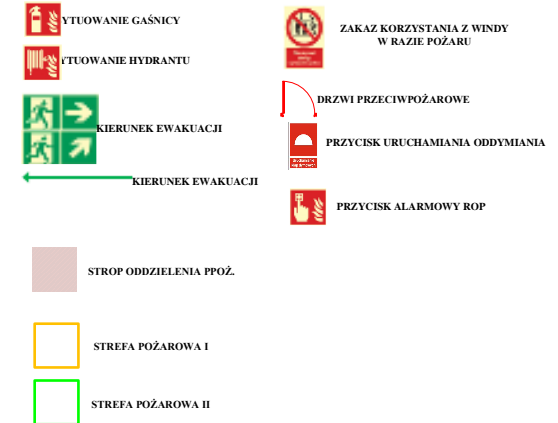 YTUOWANIE GAŚNICY
TUOWANIE HYDRANTU
KIERUNEK EWAKUACJI
KIERUNEK EWAKUACJI
STROP ODDZIELENIA PPOŻ.
STREFA POŻAROWA I
STREFA POŻAROWA II
ZAKAZ KORZYSTANIA Z WINDY
W RAZIE POŻARU
DRZWI PRZECIWPOŻAROWE
PRZYCISK URUCHAMIANIA ODDYMIANIA
PRZYCISK ALARMOWY ROP